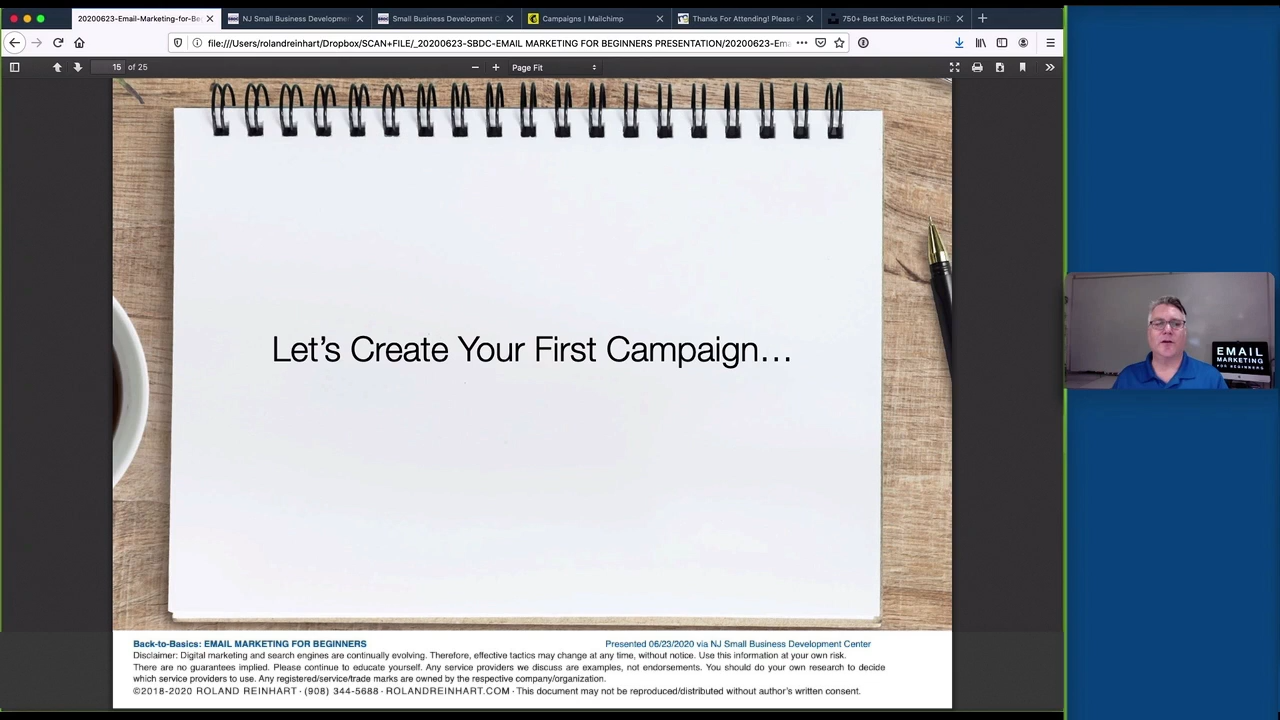 20200623-Email-Marketing-for-Be
NJ Small Business Developmen
Small Business Development C
Campaigns | Mailchimp
Thanks For Attending! Please F
750+ Best Rocket Pictures [HD
file:///Users/rolandreinhart/Dropbox/SCAN+FILE/_20200623-SBDC-EMAIL MARKETING FOR BEGINNERS PRESENTATION/20200623-Ema
15 of 25
Page Fit
Let’s Create Your First Campaign…
EMAIL
MARKETING
FOR BEGINNERS
Back-to-Basics: EMAIL MARKETING FOR BEGINNERS
Presented 06/23/2020 via NJ Small Business Development Center
Disclaimer: Digital marketing and search engines are continually evolving. Therefore, effective tactics may change at any time, without notice. Use this information at your own risk.
There are no guarantees implied. Please continue to educate yourself. Any service providers we discuss are examples, not endorsements. You should do your own research to decide
which service providers to use. Any registered/service/trade marks are owned by the respective company/organization.
©2018-2020 ROLAND REINHART · (908) 344-5688 · ROLANDREINHART.COM · This document may not be reproduced/distributed without author's written consent.